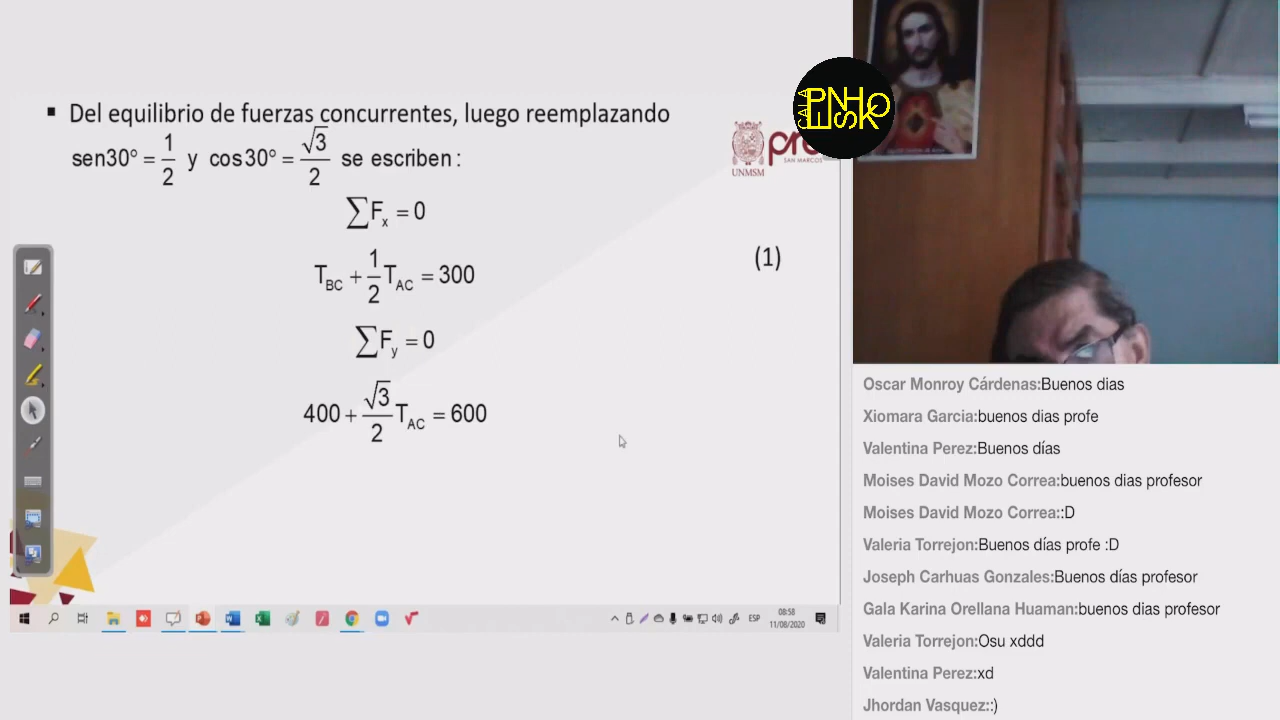 ▪ Del equilibrio de fuerzas concurrentes, luego reemplazando
sen30° = 1/2 y cos30° = √3/2 se escriben :
∑Fx = 0
TBC + 1/2 TAC = 300
(1)
∑Fy = 0
400 + √3/2 TAC = 600
pre
SAN MARCOS
UNMSM
ESP
08:58
11/08/2020
Oscar Monroy Cárdenas:Buenos dias
Xiomara Garcia:buenos dias profe
Valentina Perez:Buenos días
Moises David Mozo Correa:buenos dias profesor
Moises David Mozo Correa::D
Valeria Torrejon:Buenos días profe :D
Joseph Carhuas Gonzales:Buenos días profesor
Gala Karina Orellana Huaman:buenos dias profesor
Valeria Torrejon:Osu xddd
Valentina Perez:xd
Jhordan Vasquez::)